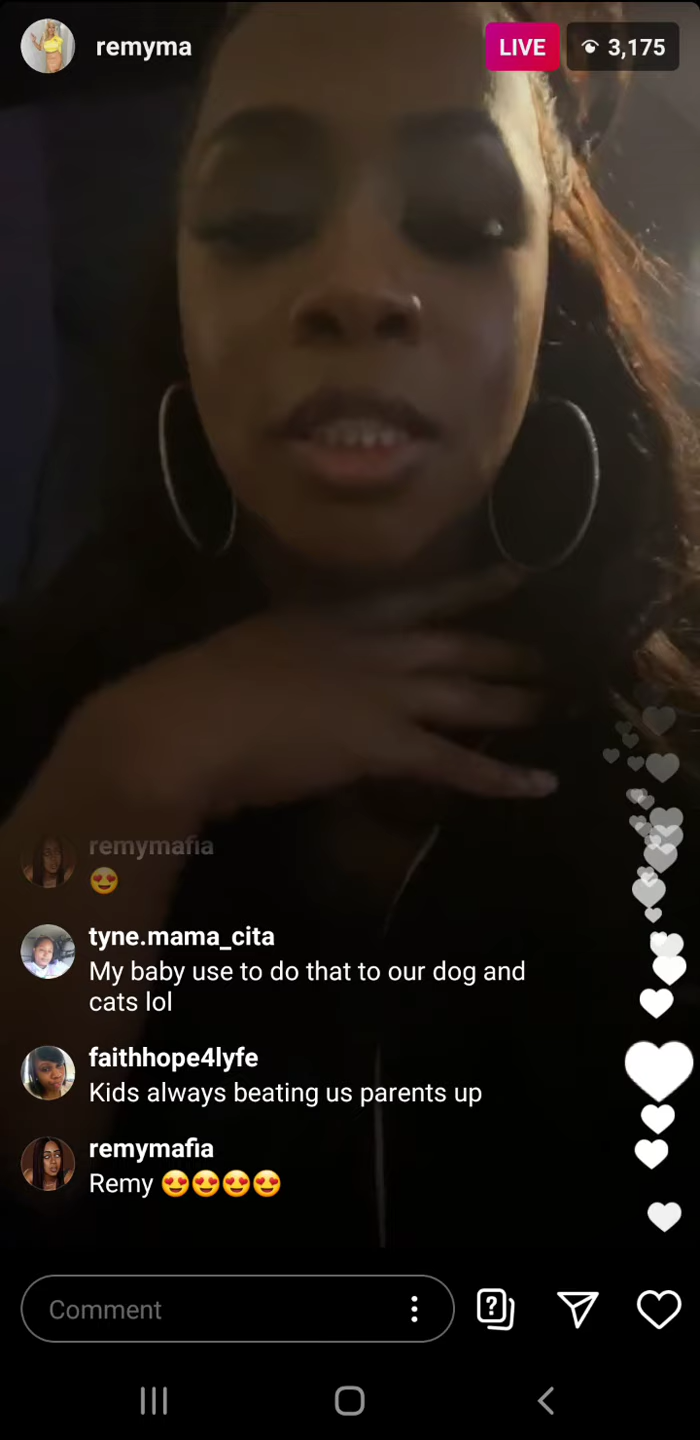 remyma
LIVE
3,175
remymafia
😍
tyne.mama_cita
My baby use to do that to our dog and
cats lol
faithhope4lyfe
Kids always beating us parents up
remymafia
Remy 😍😍😍😍
Comment